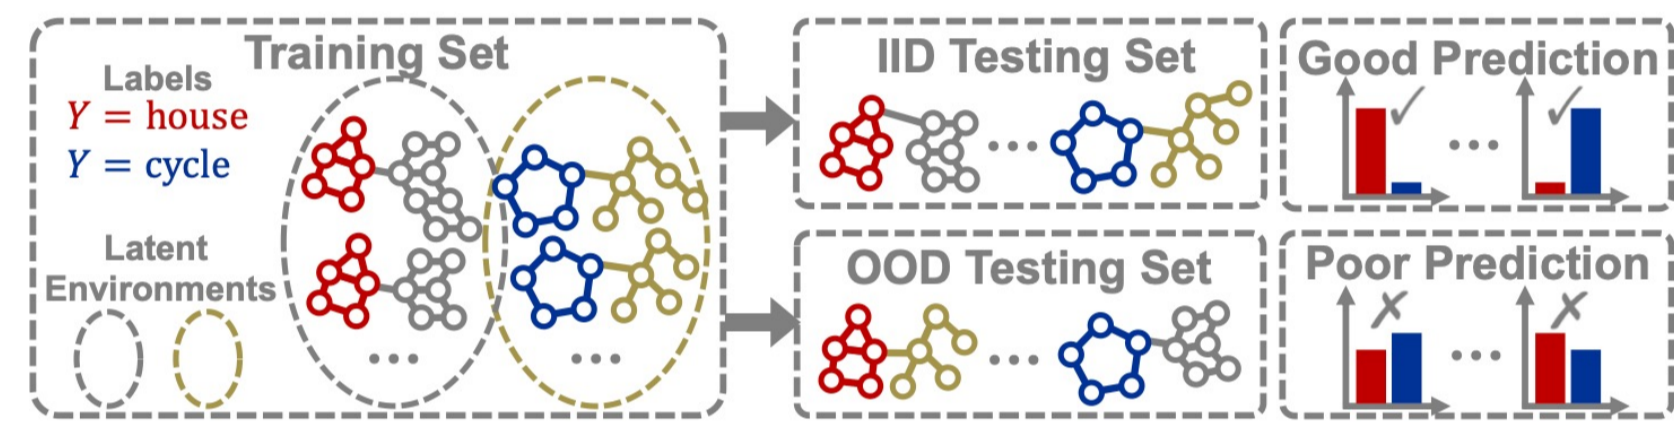 Training Set
Labels
Y = house
Y = cycle
Latent
Environments
...
...
IID Testing Set
...
Good Prediction
✓
...
✓
OOD Testing Set
...
Poor Prediction
✗
...
✗